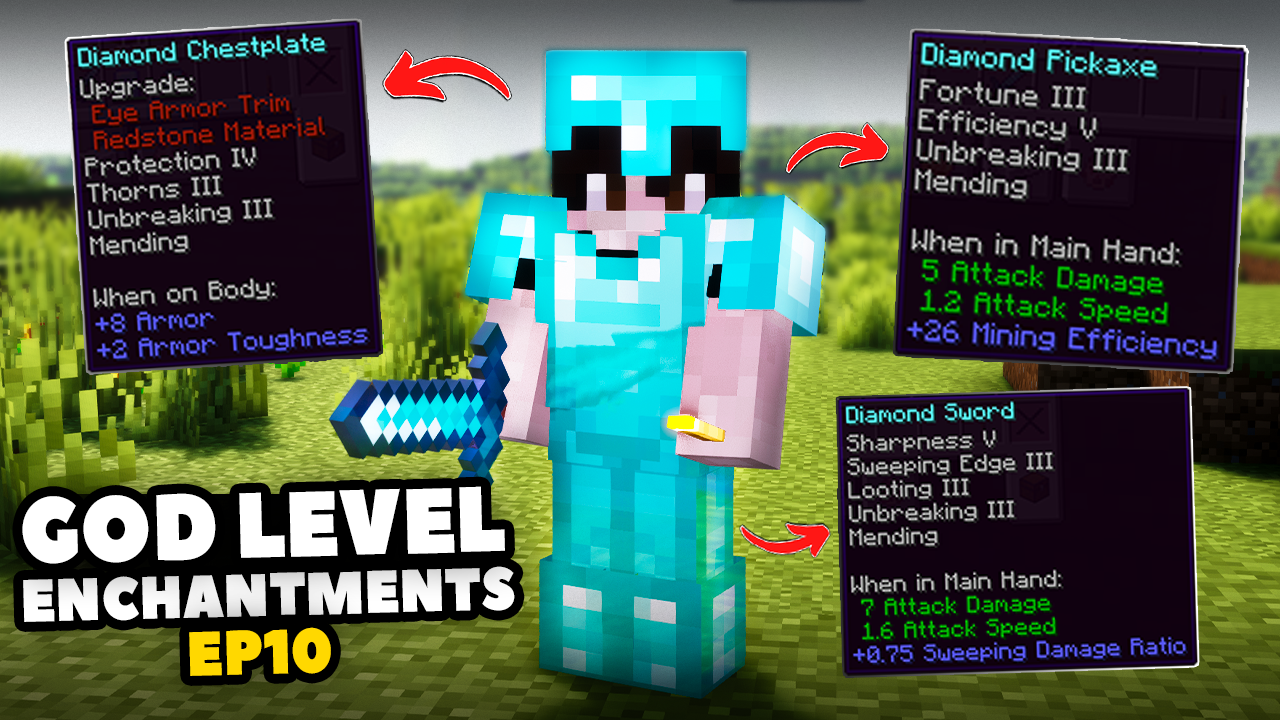 Diamond Chestplate
Upgrade:
Eye Armor Trim
Redstone Material
Protection IV
Thorns III
Unbreaking III
Mending
When on Body:
+8 Armor
+2 Armor Toughness
Diamond Pickaxe
Fortune III
Efficiency V
Unbreaking III
Mending
When in Main Hand:
5 Attack Damage
1.2 Attack Speed
+26 Mining Efficiency
Diamond Sword
Sharpness V
Sweeping Edge III
Looting III
Unbreaking III
Mending
When in Main Hand:
7 Attack Damage
1.6 Attack Speed
+0.75 Sweeping Damage Ratio
GOD LEVEL
ENCHANTMENTS
EP10